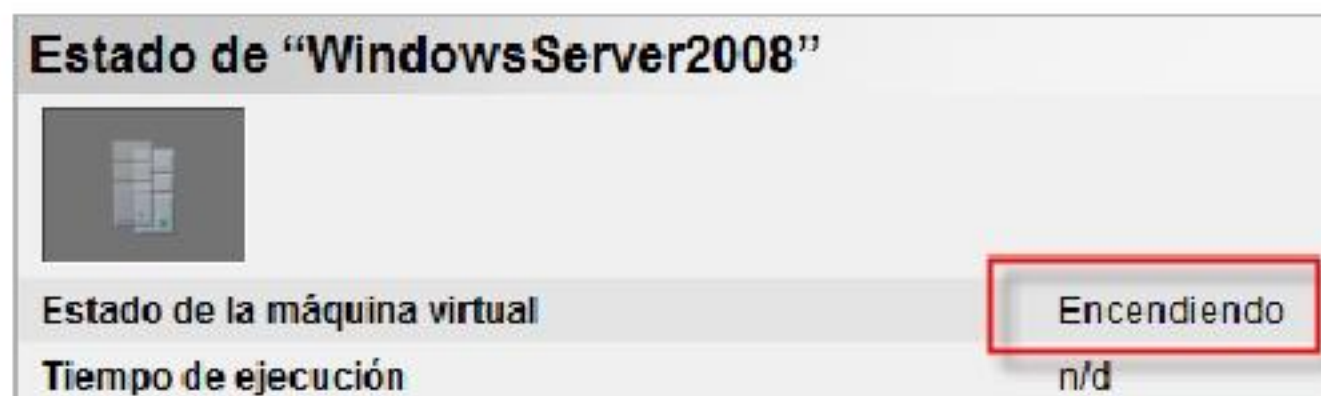 Estado de “WindowsServer2008”
Estado de la máquina virtual Encendiendo
Tiempo de ejecución n/d